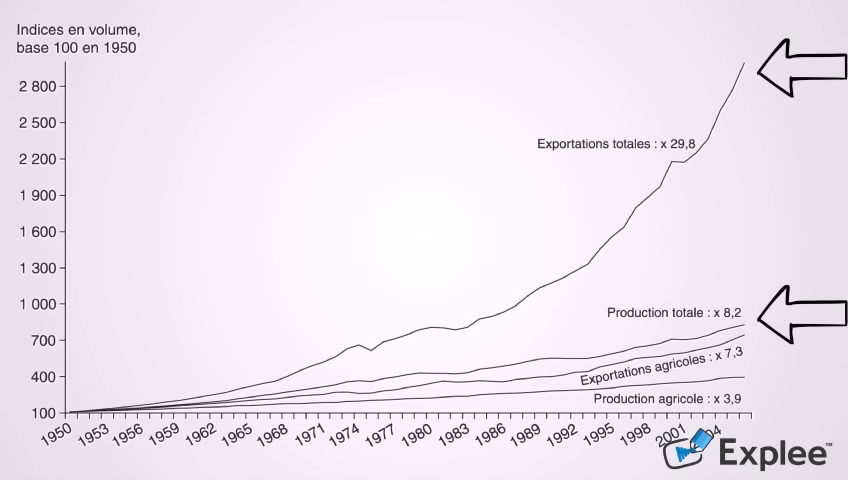 Indices en volume,
base 100 en 1950
2 800
2 500
2 200
1 900
1 600
1 300
1 000
700
400
100
Exportations totales : x 29,8
Production totale : x 8,2
Exportations agricoles : x 7,3
Production agricole : x 3,9
1950 1953 1956 1959 1962 1965 1968 1971 1974 1977 1980 1983 1986 1989 1992 1995 1998 2001
Explee™